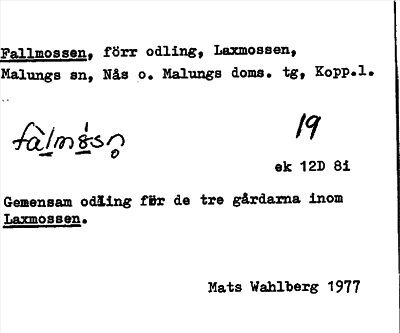 Fallmossen, förr odling, Laxmossen,
Malungs sn, Nås o. Malungs doms. tg, Kopp.l.
19
ek 12D 8i
Gemensam odling för de tre gårdarna inom
Laxmossen.
Mats Wahlberg 1977